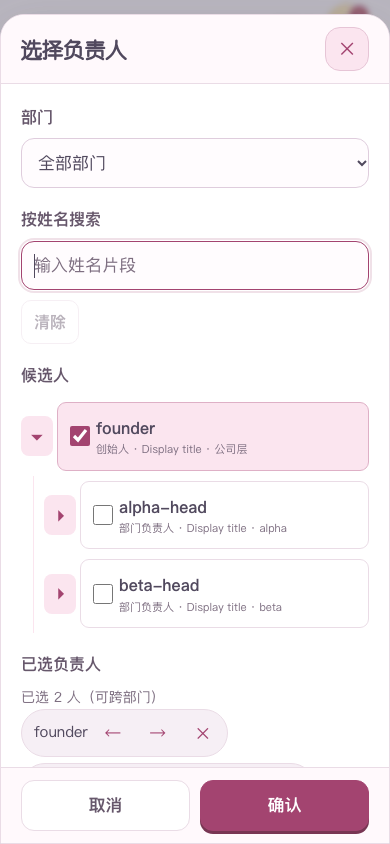 选择负责人
部门
全部部门
按姓名搜索
输入姓名片段
清除
候选人
founder
创始人 · Display title · 公司层
alpha-head
部门负责人 · Display title · alpha
beta-head
部门负责人 · Display title · beta
已选负责人
已选 2 人（可跨部门）
founder ← → ×
取消
确认